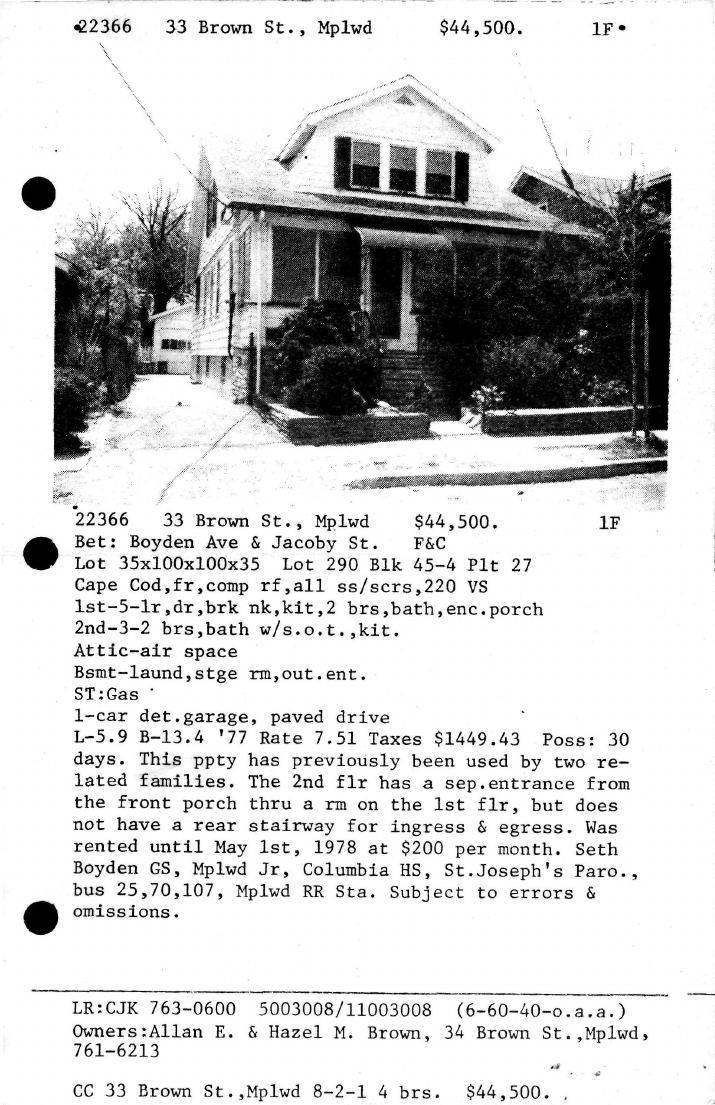 22366 33 Brown St., Mplwd $44,500. 1F
22366 33 Brown St., Mplwd $44,500. 1F
Bet: Boyden Ave & Jacoby St. F&C
Lot 35x100x100x35 Lot 290 Blk 45-4 Plt 27
Cape Cod,fr,comp rf,all ss/scrs,220 VS
1st-5-lr,dr,brk nk,kit,2 brs,bath,enc.porch
2nd-3-2 brs,bath w/s.o.t.,kit.
Attic-air space
Bsmt-laund,stge rm,out.ent.
ST:Gas
1-car det.garage, paved drive
L-5.9 B-13.4 '77 Rate 7.51 Taxes $1449.43 Poss: 30
days. This ppty has previously been used by two re-
lated families. The 2nd flr has a sep.entrance from
the front porch thru a rm on the 1st flr, but does
not have a rear stairway for ingress & egress. Was
rented until May 1st, 1978 at $200 per month. Seth
Boyden GS, Mplwd Jr, Columbia HS, St.Joseph's Paro.,
bus 25,70,107, Mplwd RR Sta. Subject to errors &
omissions.
LR:CJK 763-0600 5003008/11003008 (6-60-40-o.a.a.)
Owners:Allan E. & Hazel M. Brown, 34 Brown St.,Mplwd,
761-6213
CC 33 Brown St.,Mplwd 8-2-1 4 brs. $44,500.